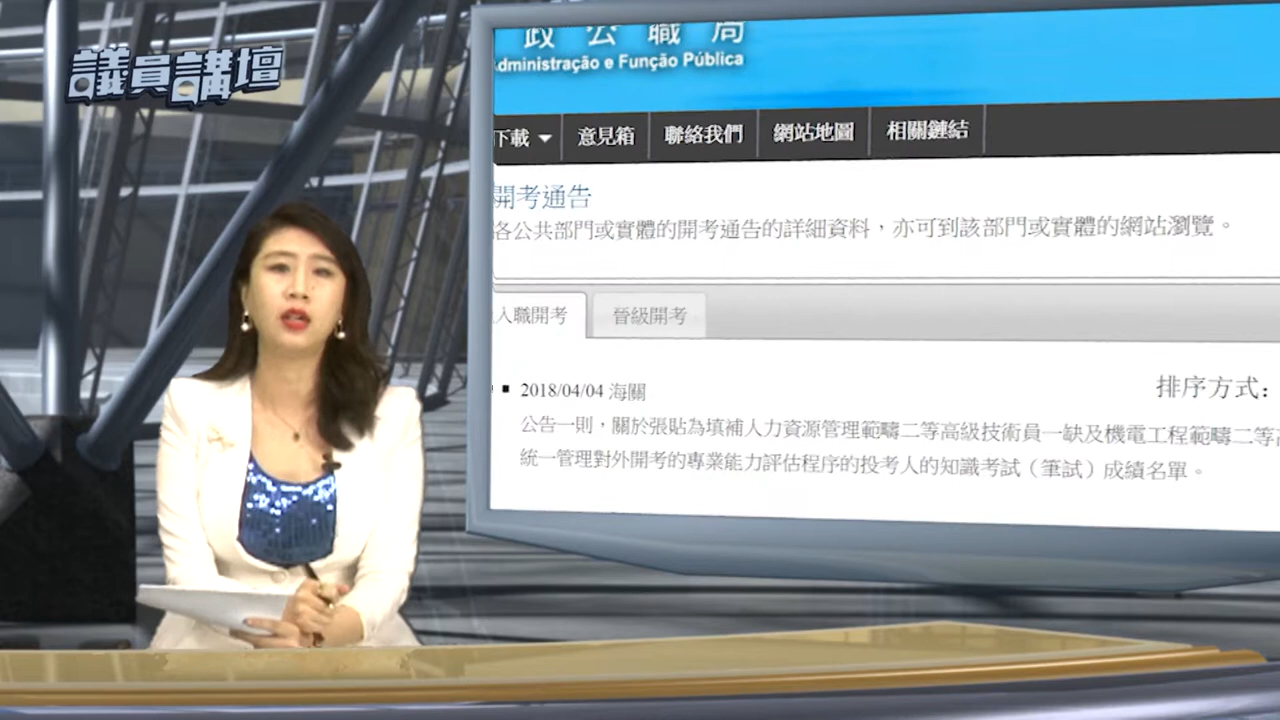 議員講壇
政公職局
Administração e Função Pública
下載
意見箱
聯絡我們
網站地圖
相關鏈結
開考通告
各公共部門或實體的開考通告的詳細資料，亦可到該部門或實體的網站瀏覽。
入職開考
晉級開考
2018/04/04 海關
排序方式：
公告一則，關於張貼為填補人力資源管理範疇二等高級技術員一缺及機電工程範疇二等
統一管理對外開考的專業能力評估程序的投考人的知識考試（筆試）成績名單。